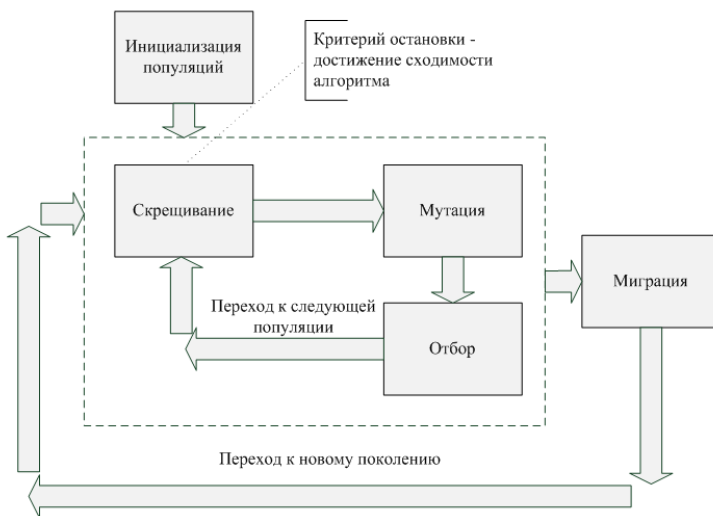 Инициализация
популяций
Критерий остановки -
достижение сходимости
алгоритма
Скрещивание
Мутация
Миграция
Переход к следующей
популяции
Отбор
Переход к новому поколению